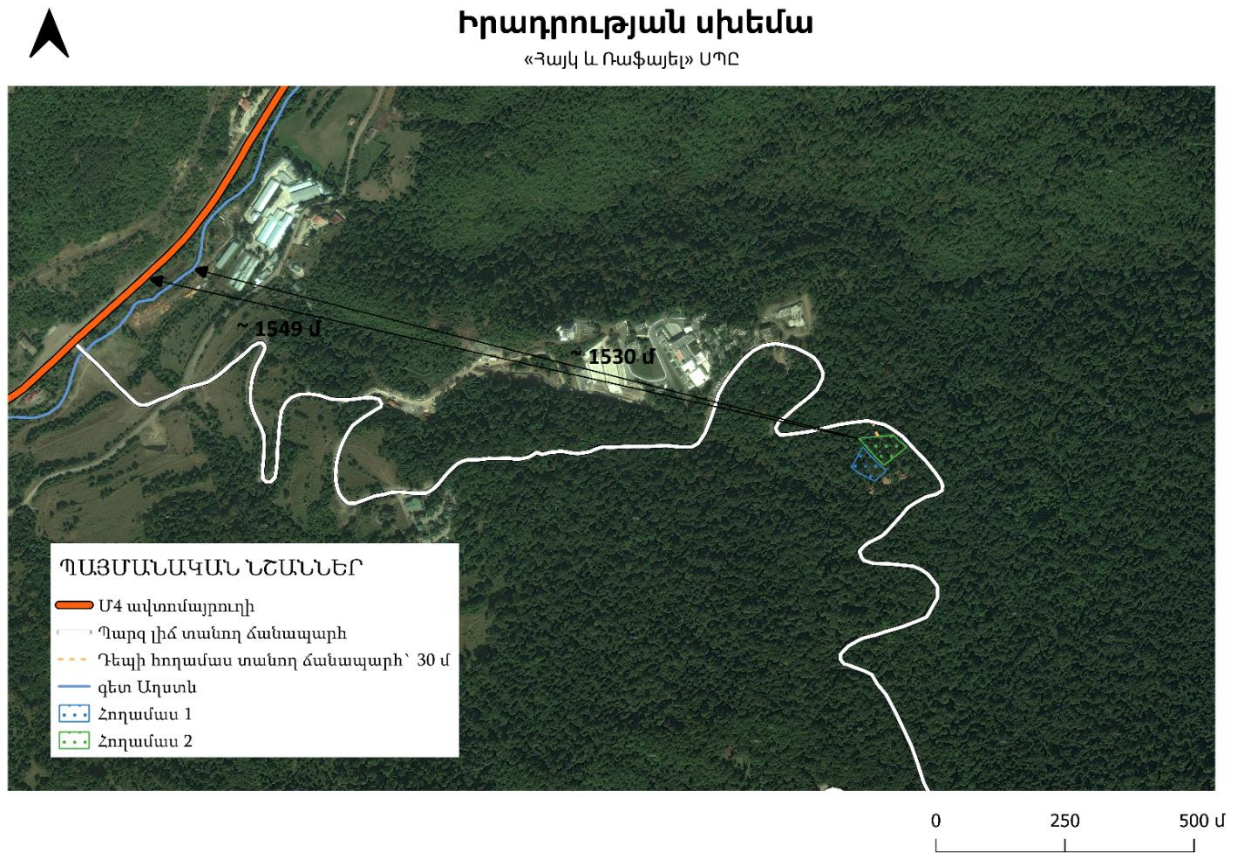 Իրադրության սխեմա
«Հայկ և Ռաֆայել» ՍՊԸ
~ 1549 մ
~ 1530 մ
ՊԱՅՄԱՆԱԿԱՆ ՆՇԱՆՆԵՐ
Մ4 ավտոմայրուղի
Պարզ լիճ տանող ճանապարհ
Դեպի հողամաս տանող ճանապարհ՝ 30 մ
գետ Աղստև
Հողամաս 1
Հողամաս 2
0 250 500 մ